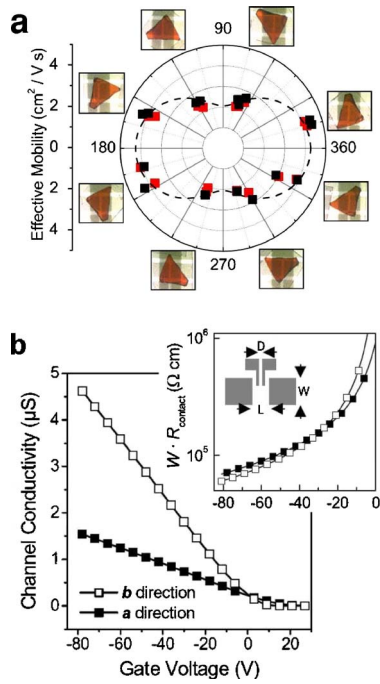 a
90
Effective Mobility (cm² / V s)
4
2
0
2
4
180
360
270
b
Channel Conductivity (µS)
5
4
3
2
1
0
-80 -60 -40 -20 0 20
Gate Voltage (V)
b direction
a direction
W · R contact (Ω cm)
10⁶
10⁵
-80 -60 -40 -20 0
D
W
L